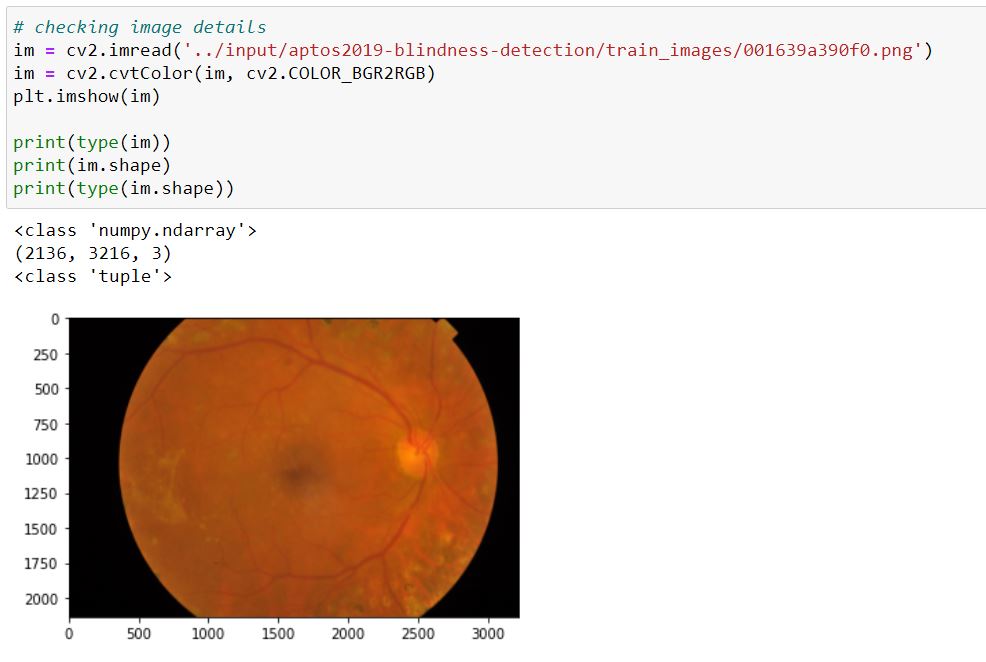 # checking image details
im = cv2.imread('../input/aptos2019-blindness-detection/train_images/001639a390f0.png')
im = cv2.cvtColor(im, cv2.COLOR_BGR2RGB)
plt.imshow(im)
print(type(im))
print(im.shape)
print(type(im.shape))
<class 'numpy.ndarray'>
(2136, 3216, 3)
<class 'tuple'>
0
250
500
750
1000
1250
1500
1750
2000
0 500 1000 1500 2000 2500 3000